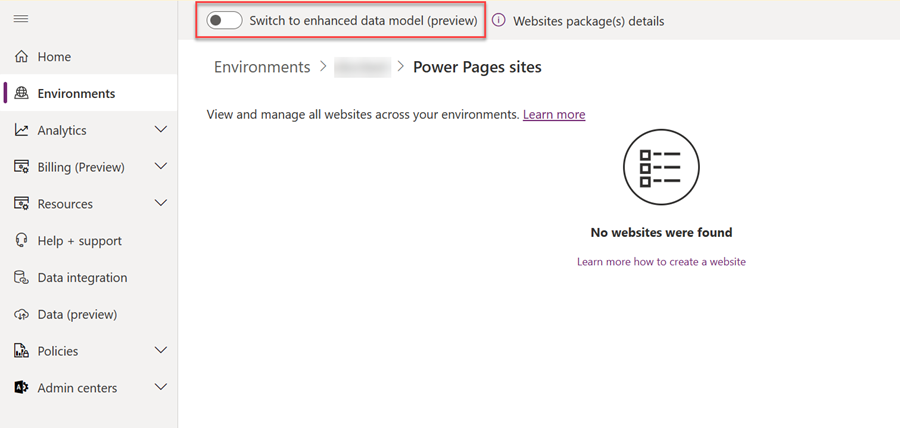 Switch to enhanced data model (preview)
Websites package(s) details
Home
Environments
Analytics
Billing (Preview)
Resources
Help + support
Data integration
Data (preview)
Policies
Admin centers
Environments > > Power Pages sites
View and manage all websites across your environments. Learn more
No websites were found
Learn more how to create a website